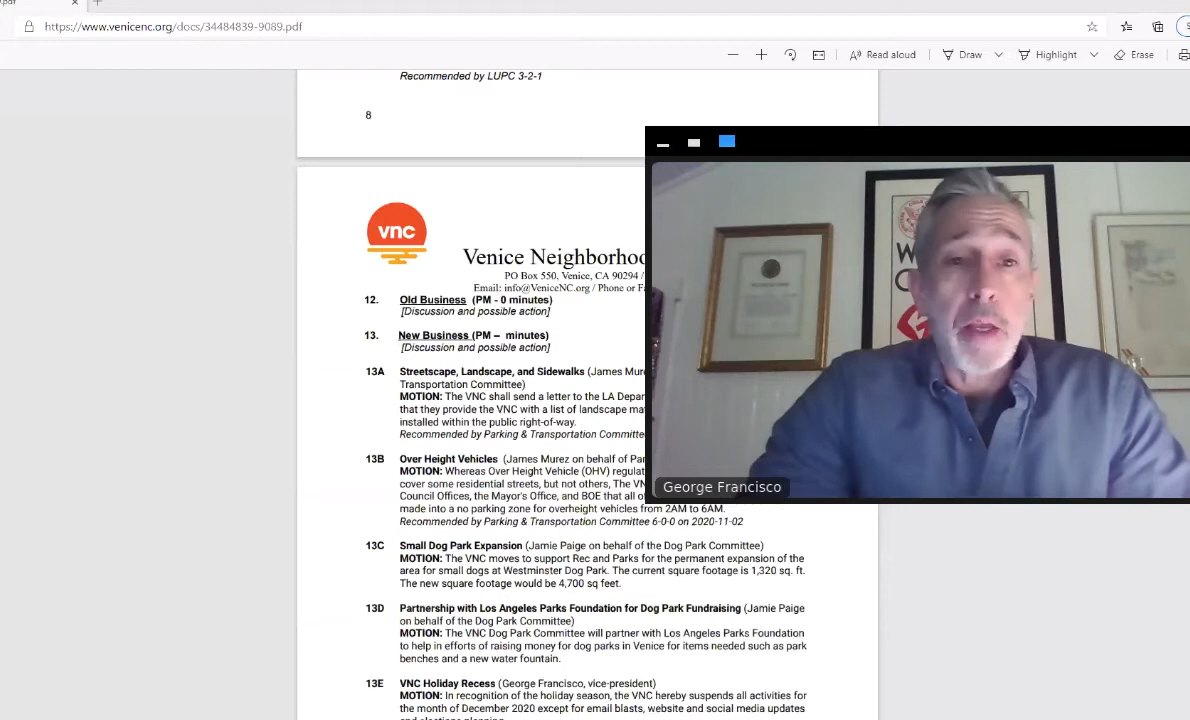 .pdf
https://www.venicenc.org/docs/34484839-9089.pdf
Read aloud
Draw
Highlight
Erase
Recommended by LUPC 3-2-1
8
vnc
Venice Neighborho
PO Box 550, Venice, CA 90294 /
Email: info@VeniceNC.org / Phone or Fa
12. Old Business (PM - 0 minutes)
[Discussion and possible action]
13. New Business (PM – minutes)
[Discussion and possible action]
13A Streetscape, Landscape, and Sidewalks (James Mure
Transportation Committee)
MOTION: The VNC shall send a letter to the LA Depar
that they provide the VNC with a list of landscape ma
installed within the public right-of-way.
Recommended by Parking & Transportation Committe
13B Over Height Vehicles (James Murez on behalf of Par
MOTION: Whereas Over Height Vehicle (OHV) regulat
cover some residential streets, but not others, The VN
Council Offices, the Mayor's Office, and BOE that all o
made into a no parking zone for overheight vehicles from 2AM to 6AM.
Recommended by Parking & Transportation Committee 6-0-0 on 2020-11-02
13C Small Dog Park Expansion (Jamie Paige on behalf of the Dog Park Committee)
MOTION: The VNC moves to support Rec and Parks for the permanent expansion of the
area for small dogs at Westminster Dog Park. The current square footage is 1,320 sq. ft.
The new square footage would be 4,700 sq feet.
13D Partnership with Los Angeles Parks Foundation for Dog Park Fundraising (Jamie Paige
on behalf of the Dog Park Committee)
MOTION: The VNC Dog Park Committee will partner with Los Angeles Parks Foundation
to help in efforts of raising money for dog parks in Venice for items needed such as park
benches and a new water fountain.
13E VNC Holiday Recess (George Francisco, vice-president)
MOTION: In recognition of the holiday season, the VNC hereby suspends all activities for
the month of December 2020 except for email blasts, website and social media updates
and elections planning.
George Francisco